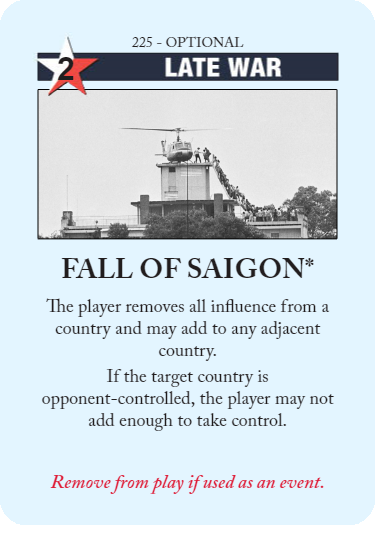 225 - OPTIONAL
2 LATE WAR
FALL OF SAIGON*
The player removes all influence from a
country and may add to any adjacent
country.
If the target country is
opponent-controlled, the player may not
add enough to take control.
Remove from play if used as an event.